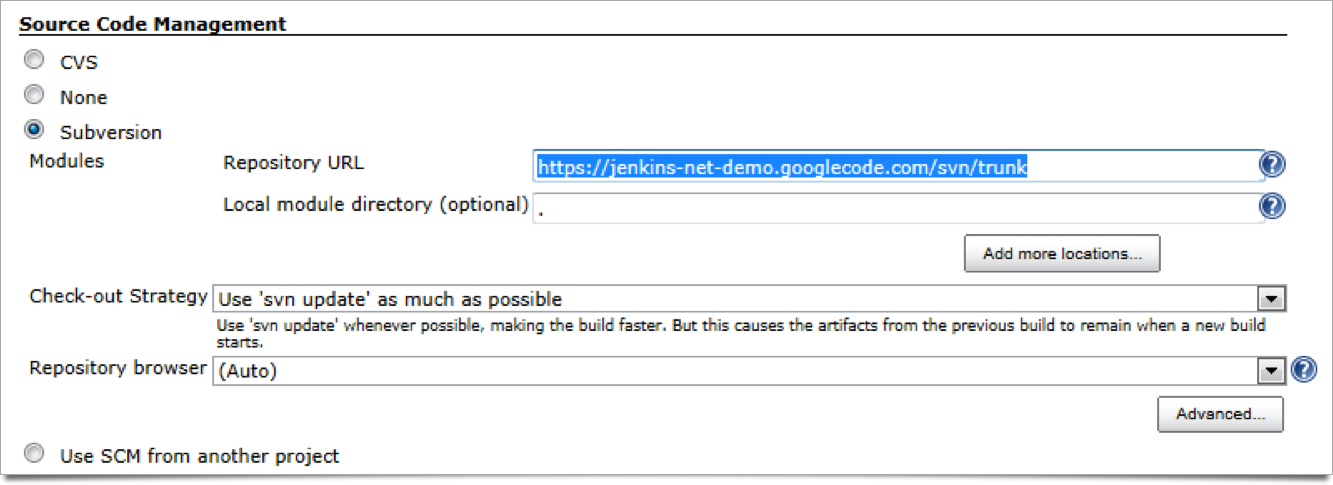 Source Code Management
CVS
None
Subversion
Modules
Repository URL
https://jenkins-net-demo.googlecode.com/svn/trunk
?
Local module directory (optional)
.
?
Add more locations...
Check-out Strategy
Use 'svn update' as much as possible
Use 'svn update' whenever possible, making the build faster. But this causes the artifacts from the previous build to remain when a new build
starts.
Repository browser
(Auto)
?
Advanced...
Use SCM from another project